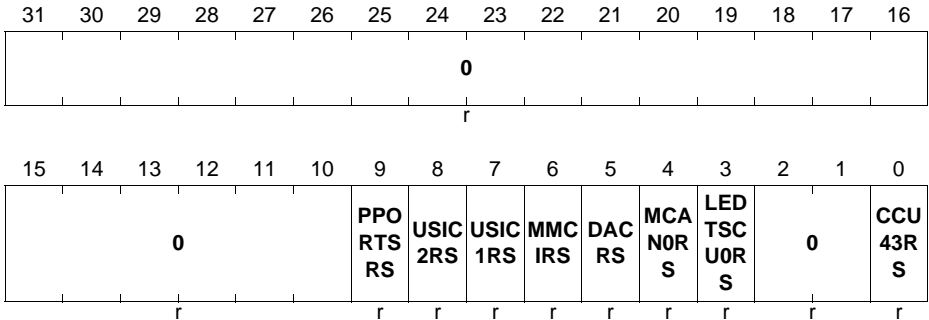 31 30 29 28 27 26 25 24 23 22 21 20 19 18 17 16
0
r
15 14 13 12 11 10 9 8 7 6 5 4 3 2 1 0
0 PPO RTS RS USIC 2RS USIC 1RS MMC IRS DAC RS MCA N0R S LED TSC U0R S 0 CCU 43R S
r r r r r r r r r r